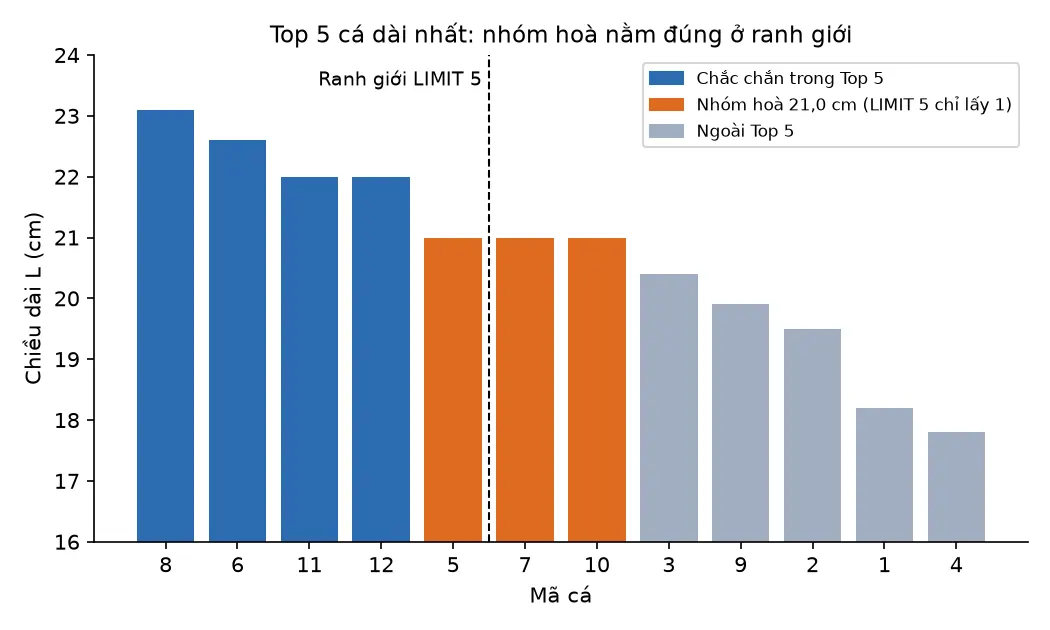 Top 5 cá dài nhất: nhóm hoà nằm đúng ở ranh giới
Ranh giới LIMIT 5
Chắc chắn trong Top 5
Nhóm hoà 21,0 cm (LIMIT 5 chỉ lấy 1)
Ngoài Top 5
Chiều dài L (cm)
24
23
22
21
20
19
18
17
16
8 6 11 12 5 7 10 3 9 2 1 4
Mã cá